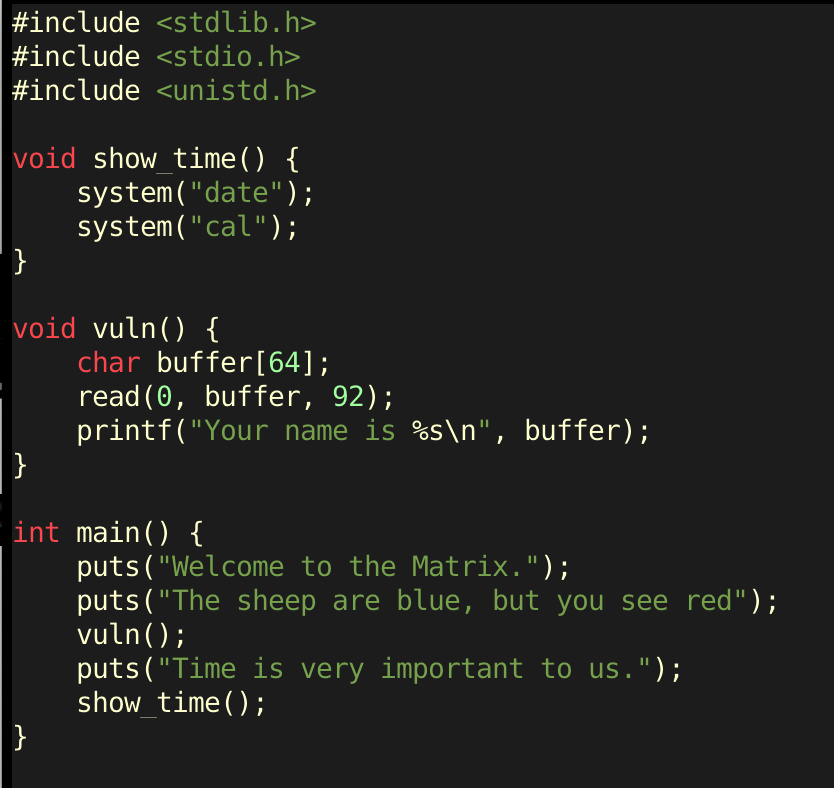 #include <stdlib.h>
#include <stdio.h>
#include <unistd.h>
void show_time() {
    system("date");
    system("cal");
}
void vuln() {
    char buffer[64];
    read(0, buffer, 92);
    printf("Your name is %s\n", buffer);
}
int main() {
    puts("Welcome to the Matrix.");
    puts("The sheep are blue, but you see red");
    vuln();
    puts("Time is very important to us.");
    show_time();
}